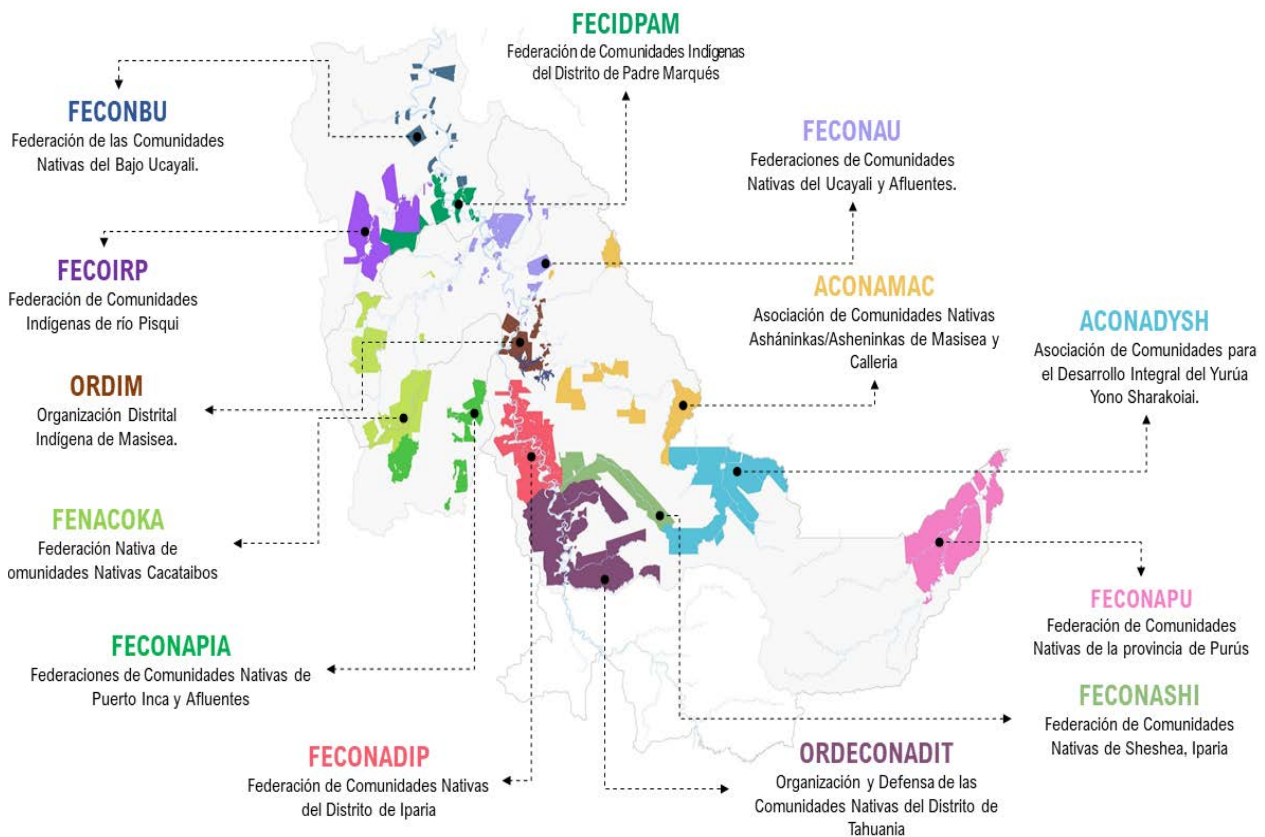 FECIDPAM
Federación de Comunidades Indígenas
del Distrito de Padre Marqués
FECONBU
Federación de las Comunidades
Nativas del Bajo Ucayali.
FECONAU
Federaciones de Comunidades
Nativas del Ucayali y Afluentes.
FECOIRP
Federación de Comunidades
Indígenas de río Pisqui
ACONAMAC
Asociación de Comunidades Nativas
Asháninkas/Asheninkas de Masisea y
Calleria
ACONADYSH
Asociación de Comunidades para
el Desarrollo Integral del Yurúa
Yono Sharakoiai.
ORDIM
Organización Distrital
Indígena de Masisea.
FENACOKA
Federación Nativa de
omunidades Nativas Cacataibos
FECONAPU
Federación de Comunidades
Nativas de la provincia de Purús
FECONAPIA
Federaciones de Comunidades Nativas de
Puerto Inca y Afluentes
FECONASHI
Federación de Comunidades
Nativas de Sheshea, Iparia
FECONADIP
Federación de Comunidades Nativas
del Distrito de Iparia
ORDECONADIT
Organización y Defensa de las
Comunidades Nativas del Distrito de
Tahuania